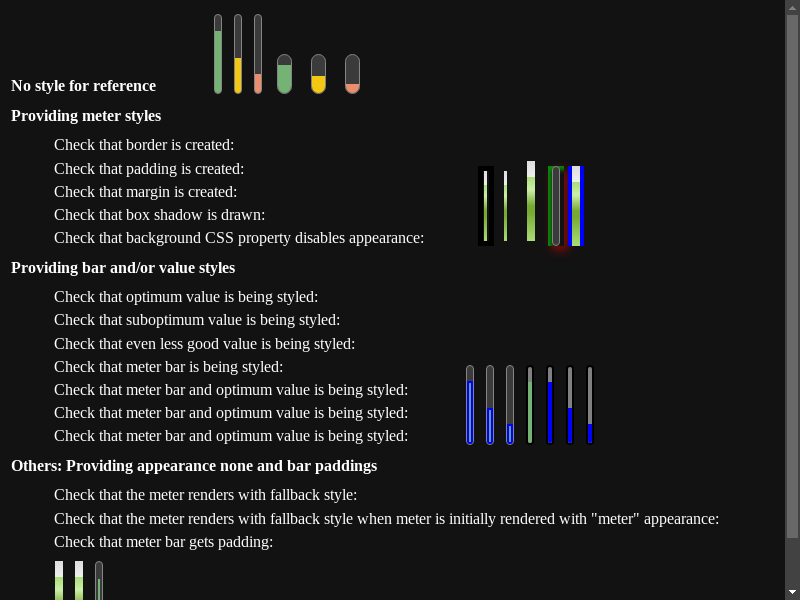 No style for reference
Providing meter styles
Check that border is created:
Check that padding is created:
Check that margin is created:
Check that box shadow is drawn:
Check that background CSS property disables appearance:
Providing bar and/or value styles
Check that optimum value is being styled:
Check that suboptimum value is being styled:
Check that even less good value is being styled:
Check that meter bar is being styled:
Check that meter bar and optimum value is being styled:
Check that meter bar and optimum value is being styled:
Check that meter bar and optimum value is being styled:
Others: Providing appearance none and bar paddings
Check that the meter renders with fallback style:
Check that the meter renders with fallback style when meter is initially rendered with "meter" appearance:
Check that meter bar gets padding: